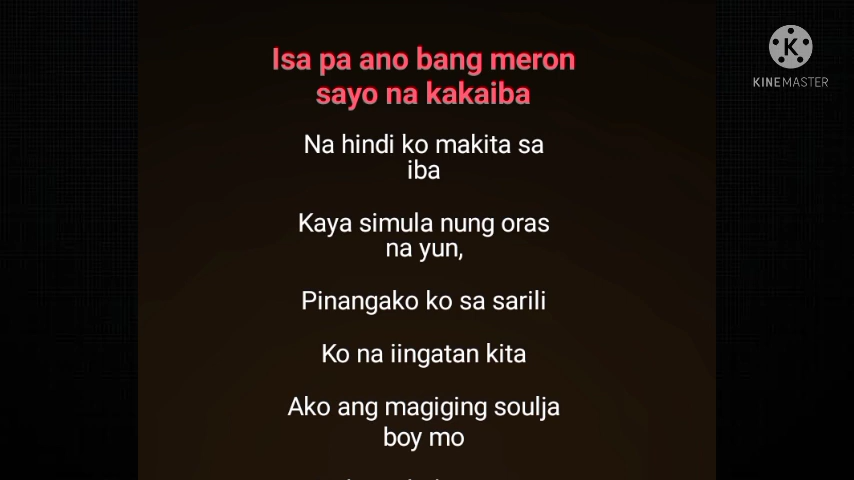 Isa pa ano bang meron
sayo na kakaiba
Na hindi ko makita sa
iba
Kaya simula nung oras
na yun,
Pinangako ko sa sarili
Ko na iingatan kita
Ako ang magiging soulja
boy mo
K
KINEMASTER